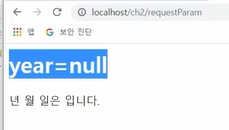 localhost/ch2/requestParam
앱
보안 진단
year=null
년 월 일은 입니다.